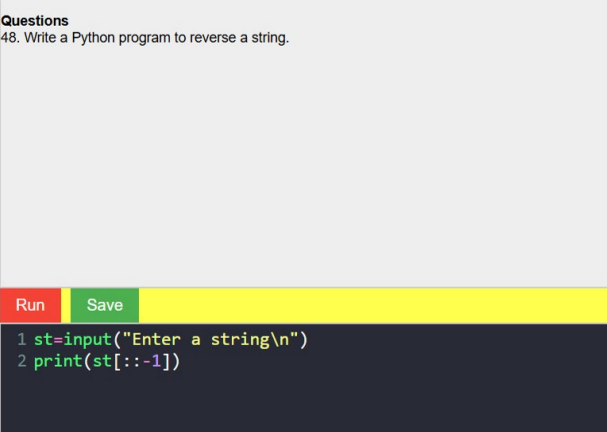 Questions
48. Write a Python program to reverse a string.
Run Save
1 st=input("Enter a string\n")
2 print(st[::-1])